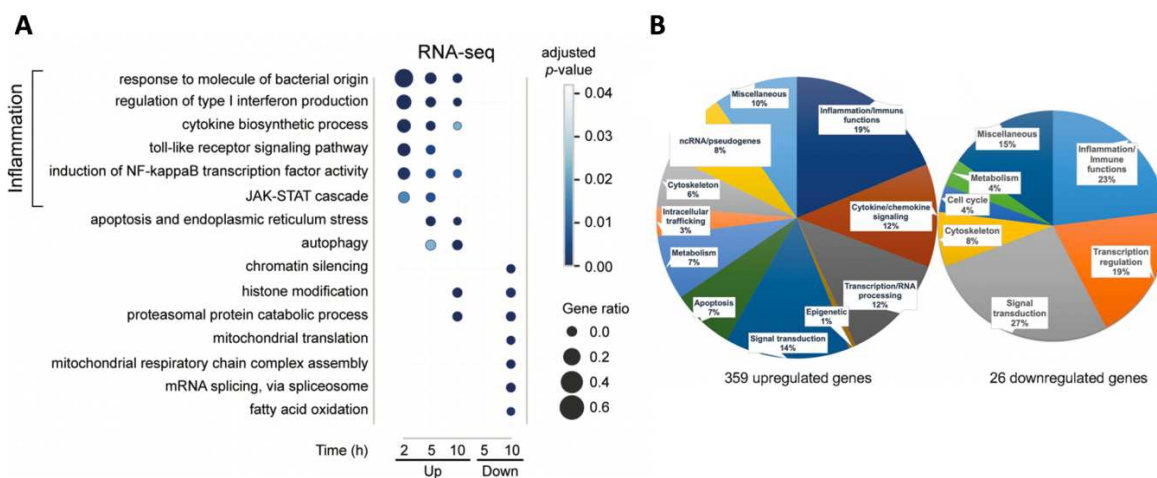 A
RNA-seq
Inflammation
response to molecule of bacterial origin
regulation of type I interferon production
cytokine biosynthetic process
toll-like receptor signaling pathway
induction of NF-kappaB transcription factor activity
JAK-STAT cascade
apoptosis and endoplasmic reticulum stress
autophagy
chromatin silencing
histone modification
proteasomal protein catabolic process
mitochondrial translation
mitochondrial respiratory chain complex assembly
mRNA splicing, via spliceosome
fatty acid oxidation
Time (h) 2 5 10 5 10
Up Down
adjusted
p-value
0.04
0.03
0.02
0.01
0.00
Gene ratio
0.0
0.2
0.4
0.6
B
Miscellaneous
10%
Inflammation/Immune
functions
19%
ncRNA/pseudogenes
8%
Cytoskeleton
6%
Cytokine/chemokine
signaling
12%
Intracellular
trafficking
3%
Metabolism
7%
Transcription/RNA
processing
12%
Apoptosis
7%
Epigenetic
1%
Signal transduction
14%
359 upregulated genes
Miscellaneous
15%
Inflammation/
Immune
functions
23%
Metabolism
4%
Cell cycle
4%
Cytoskeleton
8%
Transcription
regulation
19%
Signal
transduction
27%
26 downregulated genes